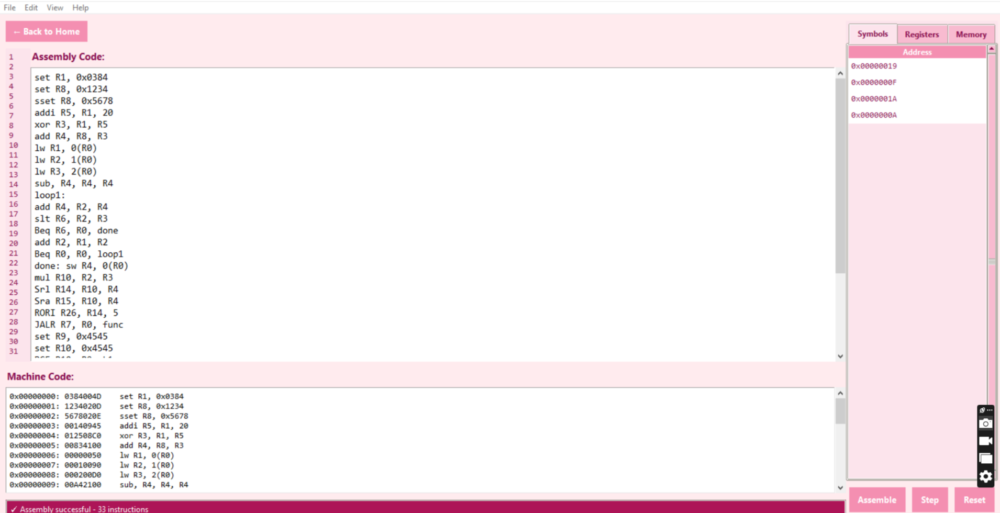 File Edit View Help
← Back to Home
Symbols Registers Memory
Address
0x00000019
0x0000000F
0x0000001A
0x0000000A
Assembly Code:
1
2
3
4
5
6
7
8
9
10
11
12
13
14
15
16
17
18
19
20
21
22
23
24
25
26
27
28
29
30
31
set R1, 0x0384
set R8, 0x1234
sset R8, 0x5678
addi R5, R1, 20
xor R3, R1, R5
add R4, R8, R3
lw R1, 0(R0)
lw R2, 1(R0)
lw R3, 2(R0)
sub, R4, R4, R4
loop1:
add R4, R2, R4
slt R6, R2, R3
Beq R6, R0, done
add R2, R1, R2
Beq R0, R0, loop1
done: sw R4, 0(R0)
mul R10, R2, R3
Srl R14, R10, R4
Sra R15, R10, R4
RORI R26, R14, 5
JALR R7, R0, func
set R9, 0x4545
set R10, 0x4545
Machine Code:
0x00000000: 0384004D set R1, 0x0384
0x00000001: 1234020D set R8, 0x1234
0x00000002: 5678020E sset R8, 0x5678
0x00000003: 00140945 addi R5, R1, 20
0x00000004: 012508C0 xor R3, R1, R5
0x00000005: 00834100 add R4, R8, R3
0x00000006: 00000050 lw R1, 0(R0)
0x00000007: 00010090 lw R2, 1(R0)
0x00000008: 000200D0 lw R3, 2(R0)
0x00000009: 00A42100 sub, R4, R4, R4
Assemble Step Reset
✓ Assembly successful - 33 instructions